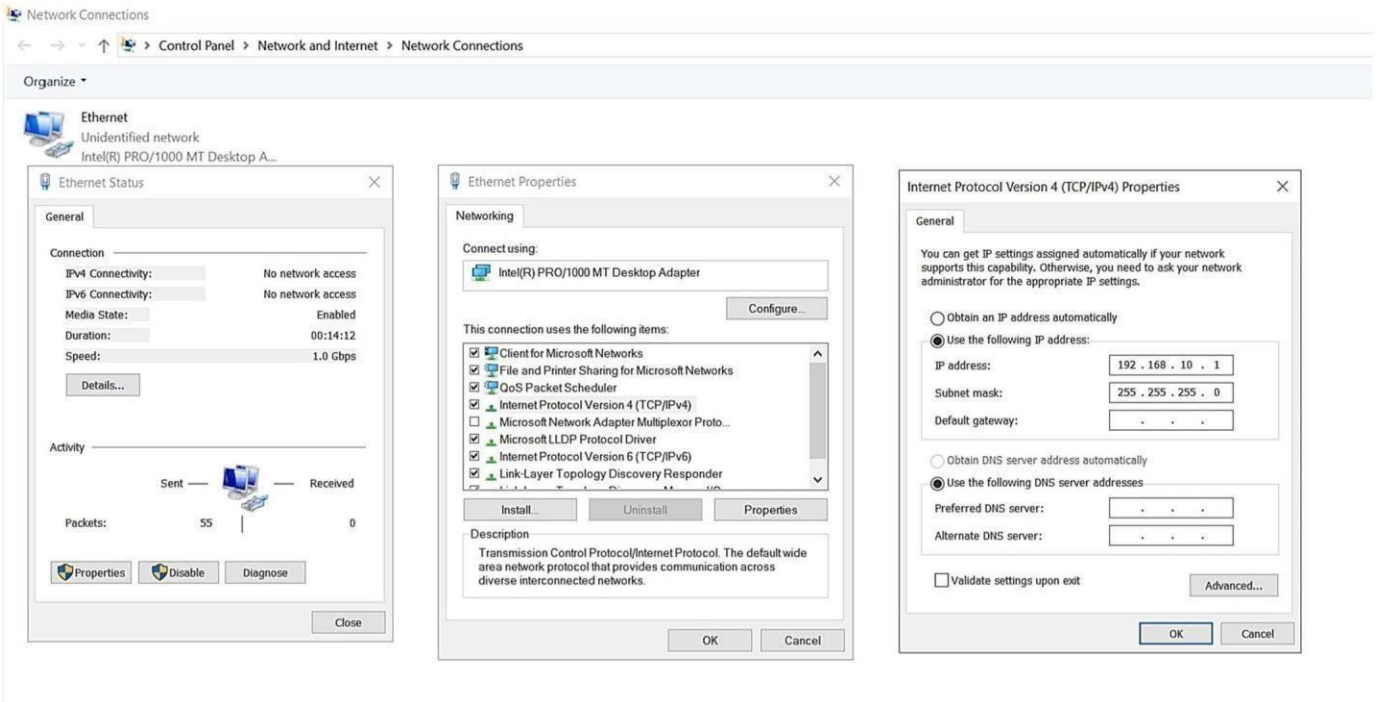 Network Connections
Control Panel > Network and Internet > Network Connections
Organize
Ethernet
Unidentified network
Intel(R) PRO/1000 MT Desktop A...
Ethernet Status
General
Connection
IPv4 Connectivity: No network access
IPv6 Connectivity: No network access
Media State: Enabled
Duration: 00:14:12
Speed: 1.0 Gbps
Details...
Activity
Sent Received
Packets: 55 0
Properties Disable Diagnose
Close
Ethernet Properties
Networking
Connect using:
Intel(R) PRO/1000 MT Desktop Adapter
Configure...
This connection uses the following items:
Client for Microsoft Networks
File and Printer Sharing for Microsoft Networks
QoS Packet Scheduler
Internet Protocol Version 4 (TCP/IPv4)
Microsoft Network Adapter Multiplexor Proto...
Microsoft LLDP Protocol Driver
Internet Protocol Version 6 (TCP/IPv6)
Link-Layer Topology Discovery Responder
Install... Uninstall Properties
Description
Transmission Control Protocol/Internet Protocol. The default wide
area network protocol that provides communication across
diverse interconnected networks.
OK Cancel
Internet Protocol Version 4 (TCP/IPv4) Properties
General
You can get IP settings assigned automatically if your network
supports this capability. Otherwise, you need to ask your network
administrator for the appropriate IP settings.
Obtain an IP address automatically
Use the following IP address:
IP address: 192 . 168 . 10 . 1
Subnet mask: 255 . 255 . 255 . 0
Default gateway: . . .
Obtain DNS server address automatically
Use the following DNS server addresses
Preferred DNS server: . . .
Alternate DNS server: . . .
Validate settings upon exit
Advanced...
OK Cancel